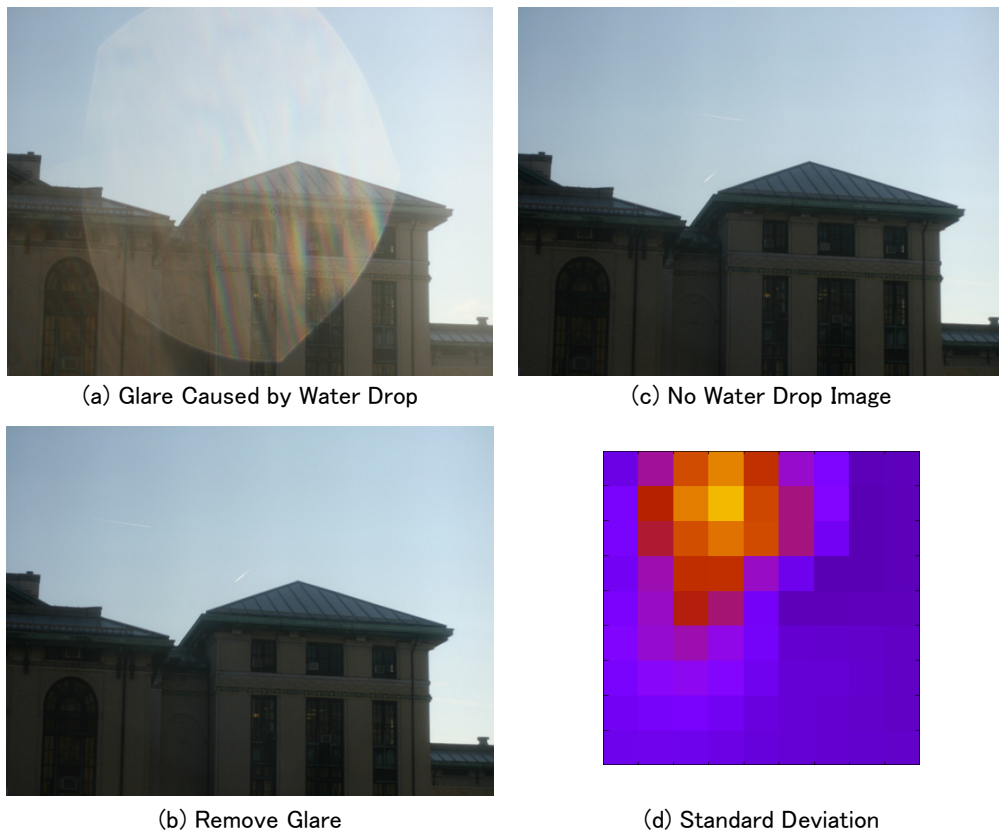 (a) Glare Caused by Water Drop
(c) No Water Drop Image
(b) Remove Glare
(d) Standard Deviation